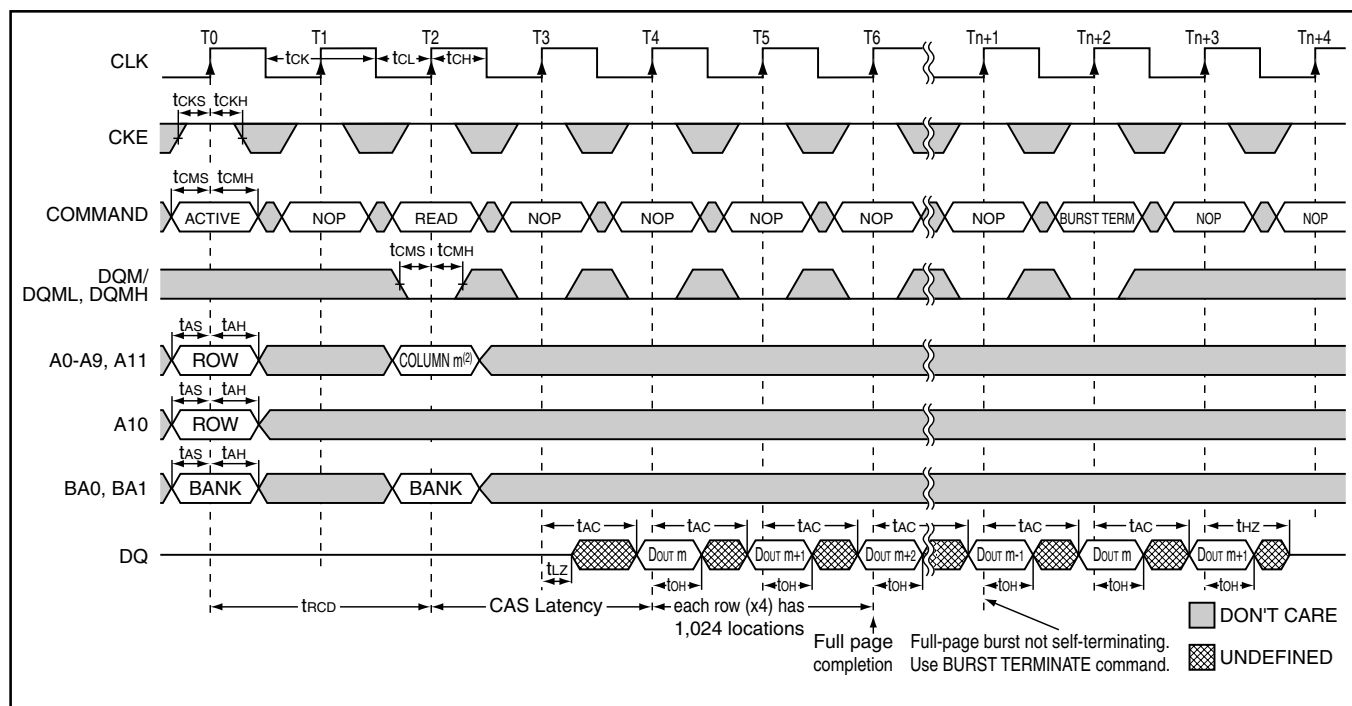 T0 T1 T2 T3 T4 T5 T6 Tn+1 Tn+2 Tn+3 Tn+4
CLK
tCK tCL tCH
tCKS tCKH
CKE
tCMS tCMH
COMMAND ACTIVE NOP READ NOP NOP NOP NOP NOP BURST TERM NOP NOP
tCMS tCMH
DQM/
DQML, DQMH
tAS tAH
A0-A9, A11 ROW COLUMN m(2)
tAS tAH
A10 ROW
tAS tAH
BA0, BA1 BANK BANK
tAC tAC tAC tAC tAC tAC tHZ
DQ DOUT m DOUT m+1 DOUT m+2 DOUT m-1 DOUT m DOUT m+1
tLZ tOH tOH tOH tOH tOH tOH
tRCD CAS Latency each row (x4) has
1,024 locations
Full page
completion
Full-page burst not self-terminating.
Use BURST TERMINATE command.
DON'T CARE
UNDEFINED